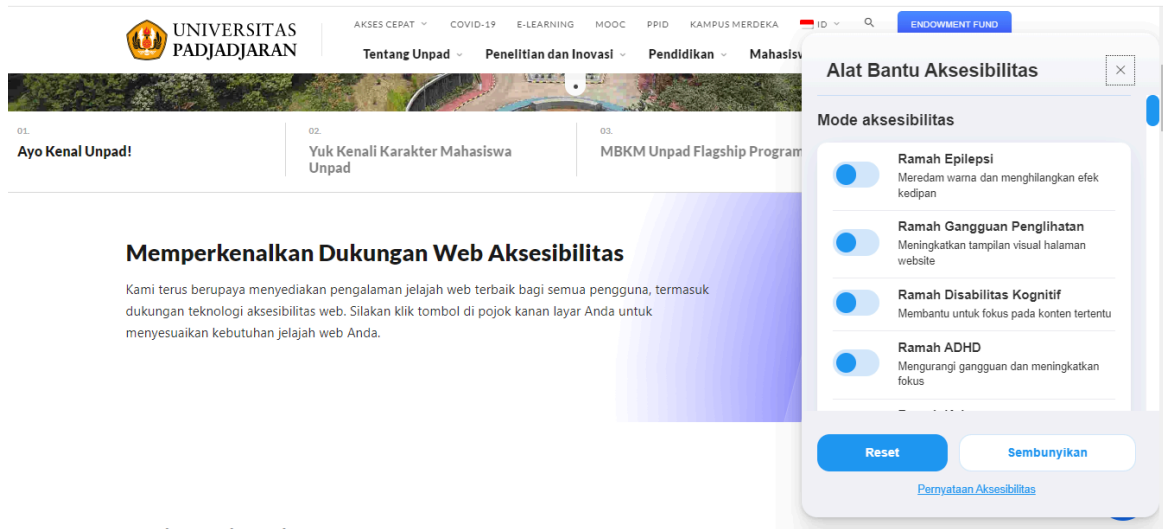 UNIVERSITAS
PADJADJARAN
AKSES CEPAT COVID-19 E-LEARNING MOOC PPID KAMPUS MERDEKA ID ENDOWMENT FUND
Tentang Unpad Penelitian dan Inovasi Pendidikan Mahasisw
01.
Ayo Kenal Unpad!
02.
Yuk Kenali Karakter Mahasiswa
Unpad
03.
MBKM Unpad Flagship Program
Memperkenalkan Dukungan Web Aksesibilitas
Kami terus berupaya menyediakan pengalaman jelajah web terbaik bagi semua pengguna, termasuk
dukungan teknologi aksesibilitas web. Silakan klik tombol di pojok kanan layar Anda untuk
menyesuaikan kebutuhan jelajah web Anda.
Alat Bantu Aksesibilitas
Mode aksesibilitas
Ramah Epilepsi
Meredam warna dan menghilangkan efek
kedipan
Ramah Gangguan Penglihatan
Meningkatkan tampilan visual halaman
website
Ramah Disabilitas Kognitif
Membantu untuk fokus pada konten tertentu
Ramah ADHD
Mengurangi gangguan dan meningkatkan
fokus
Reset
Sembunyikan
Pernyataan Aksesibilitas